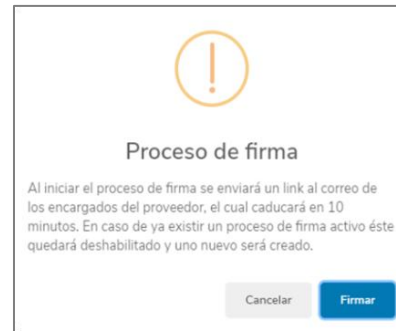 Proceso de firma
Al iniciar el proceso de firma se enviará un link al correo de
los encargados del proveedor, el cual caducará en 10
minutos. En caso de ya existir un proceso de firma activo éste
quedará deshabilitado y uno nuevo será creado.
Cancelar
Firmar